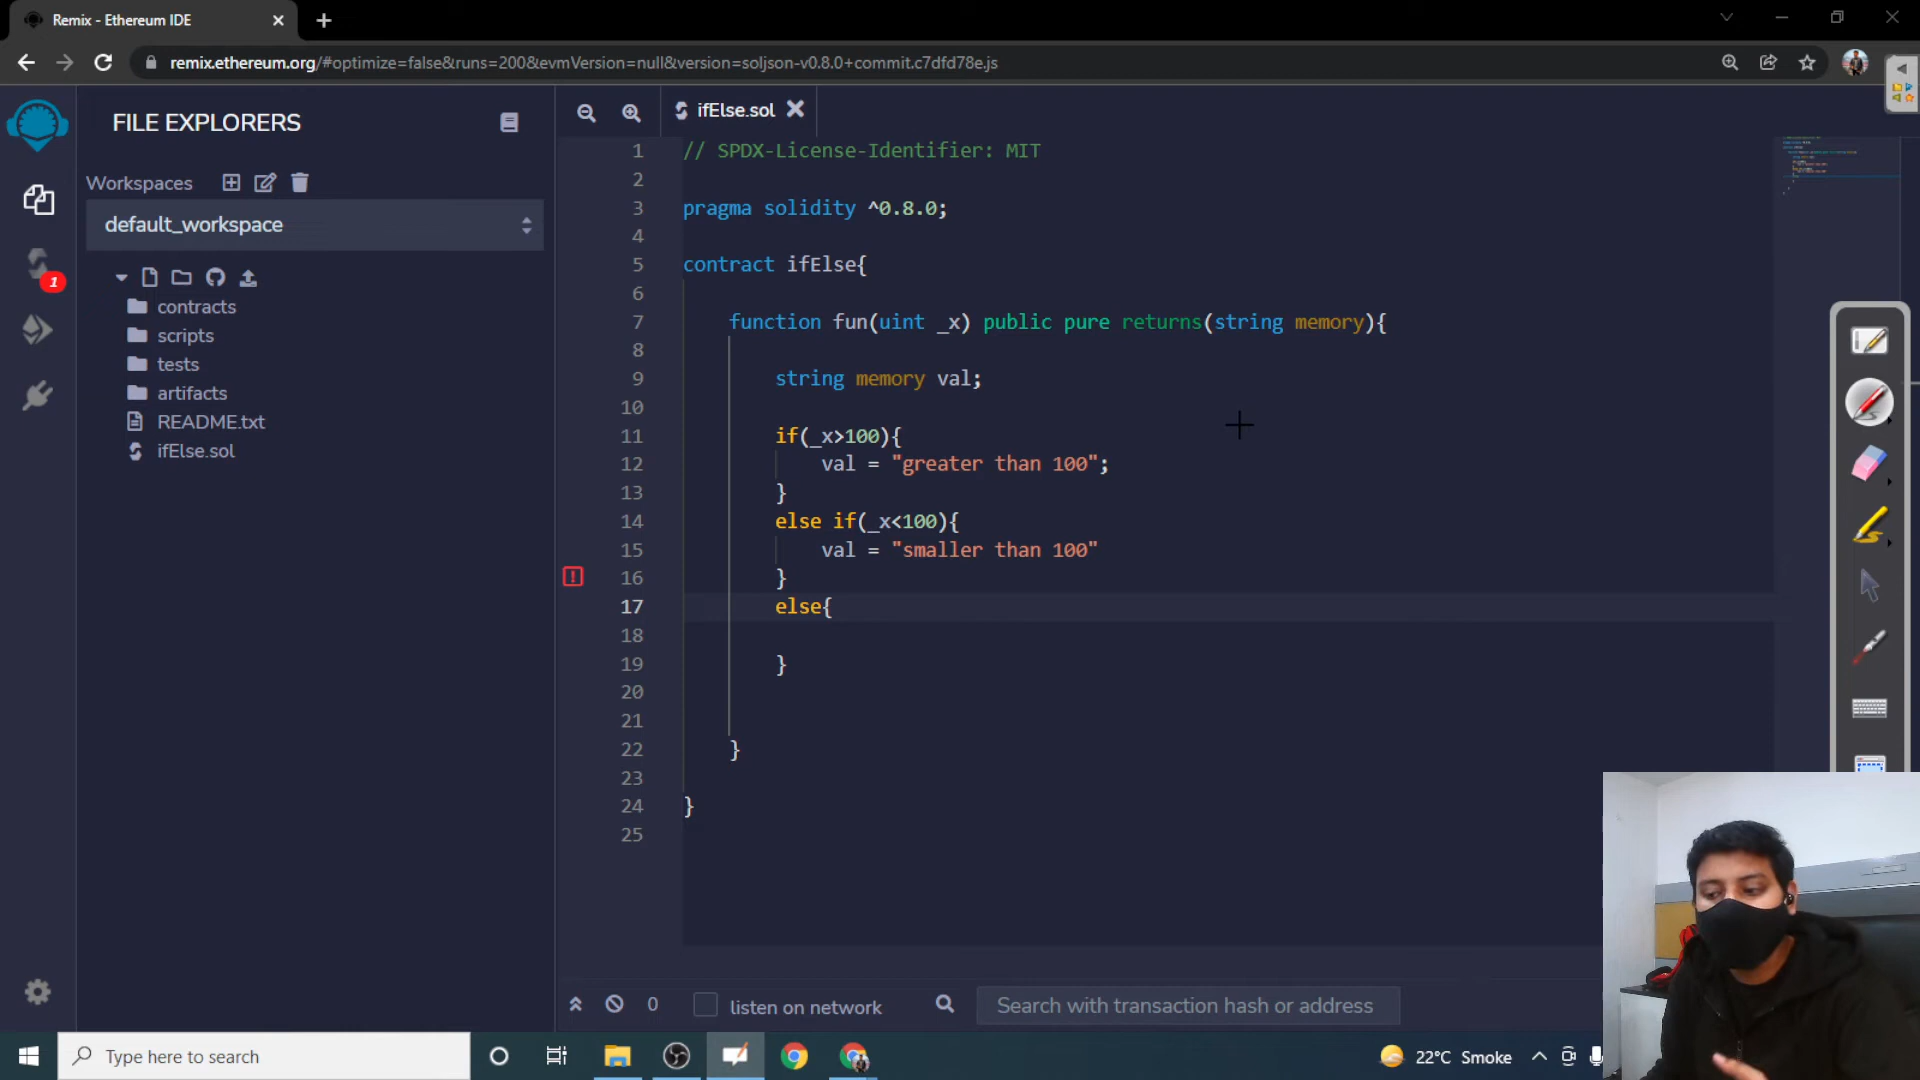 Remix - Ethereum IDE
remix.ethereum.org/#optimize=false&runs=200&evmVersion=null&version=soljson-v0.8.0+commit.c7dfd78e.js
FILE EXPLORERS
Workspaces
default_workspace
contracts
scripts
tests
artifacts
README.txt
ifElse.sol
1
ifElse.sol
1 // SPDX-License-Identifier: MIT
2
3 pragma solidity ^0.8.0;
4
5 contract ifElse{
6
7 function fun(uint _x) public pure returns(string memory){
8
9 string memory val;
10
11 if(_x>100){
12 val = "greater than 100";
13 }
14 else if(_x<100){
15 val = "smaller than 100"
16 }
17 else{
18
19 }
20
21
22 }
23
24 }
25
0 listen on network Search with transaction hash or address
Type here to search
22°C Smoke